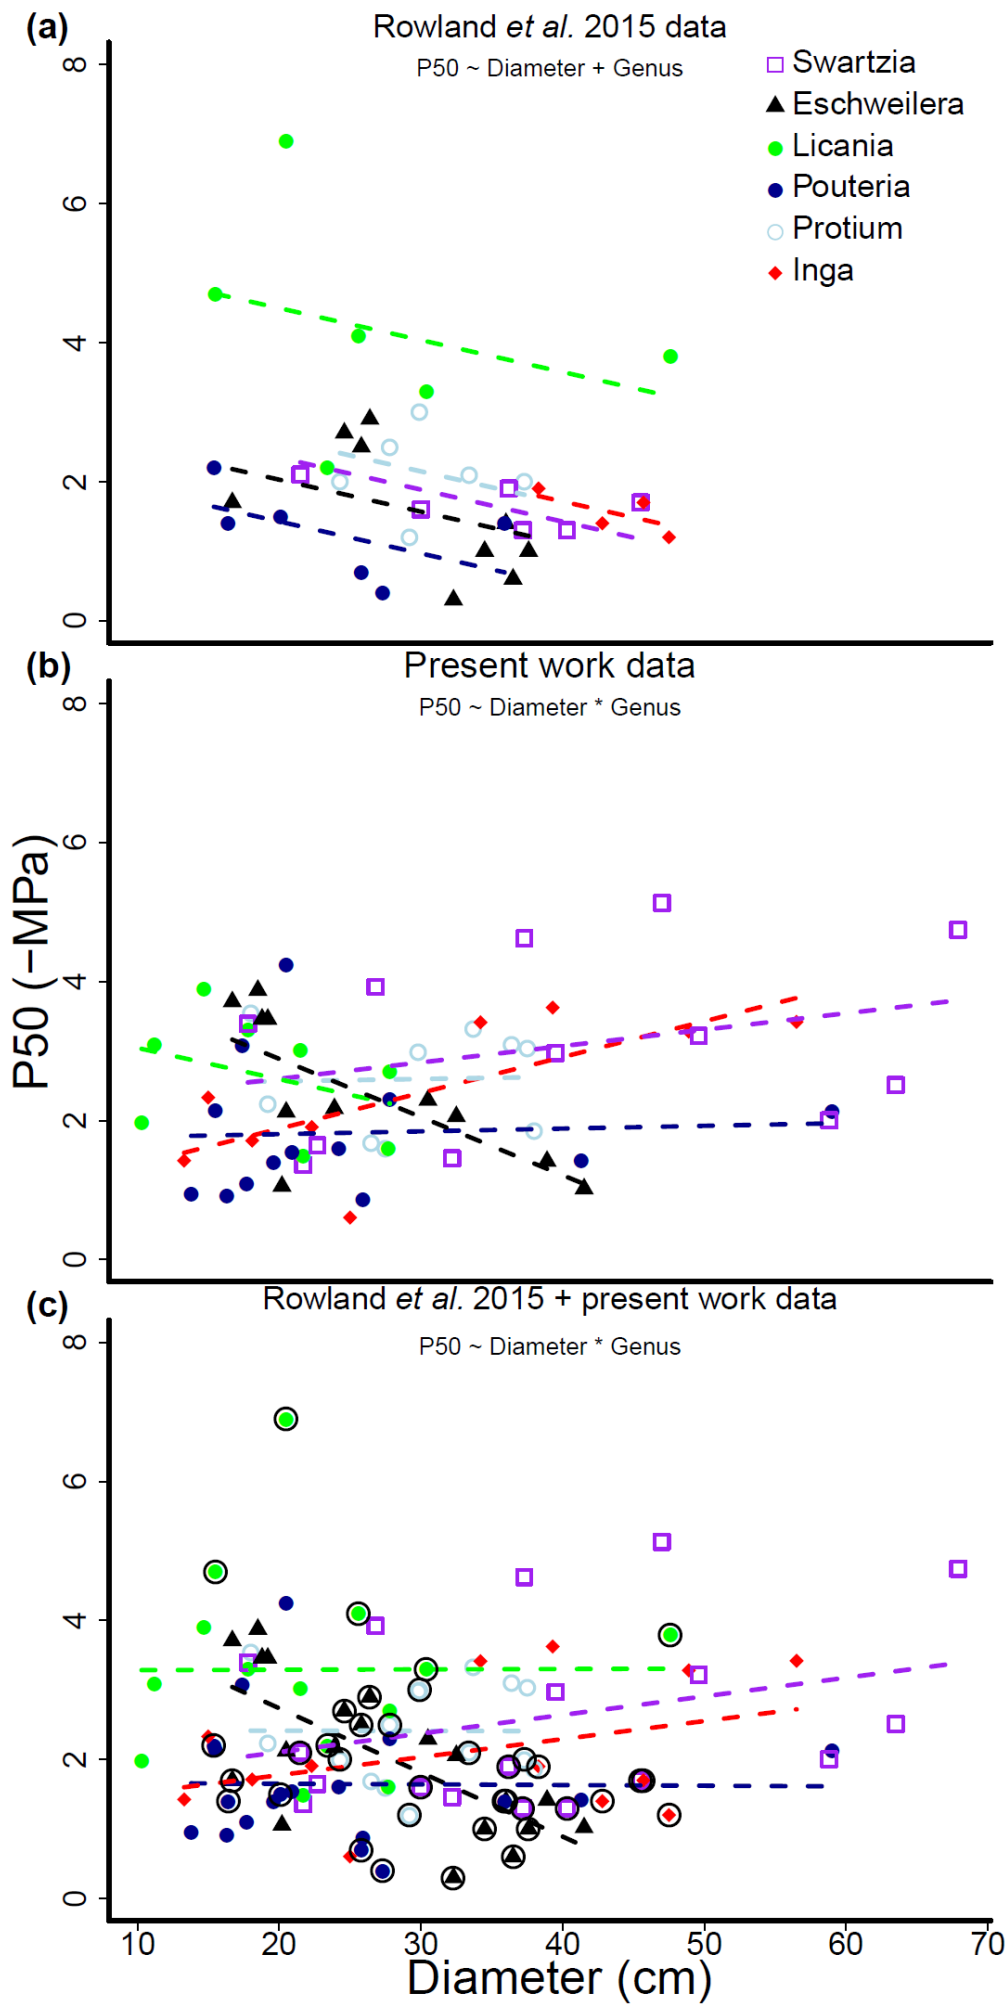 (a)
Rowland et al. 2015 data
P50 ~ Diameter + Genus
Swartzia
Eschweilera
Licania
Pouteria
Protium
Inga
8
6
4
2
0
(b)
Present work data
P50 ~ Diameter * Genus
8
6
4
2
0
P50 (−MPa)
(c)
Rowland et al. 2015 + present work data
P50 ~ Diameter * Genus
8
6
4
2
0
10 20 30 40 50 60 70
Diameter (cm)